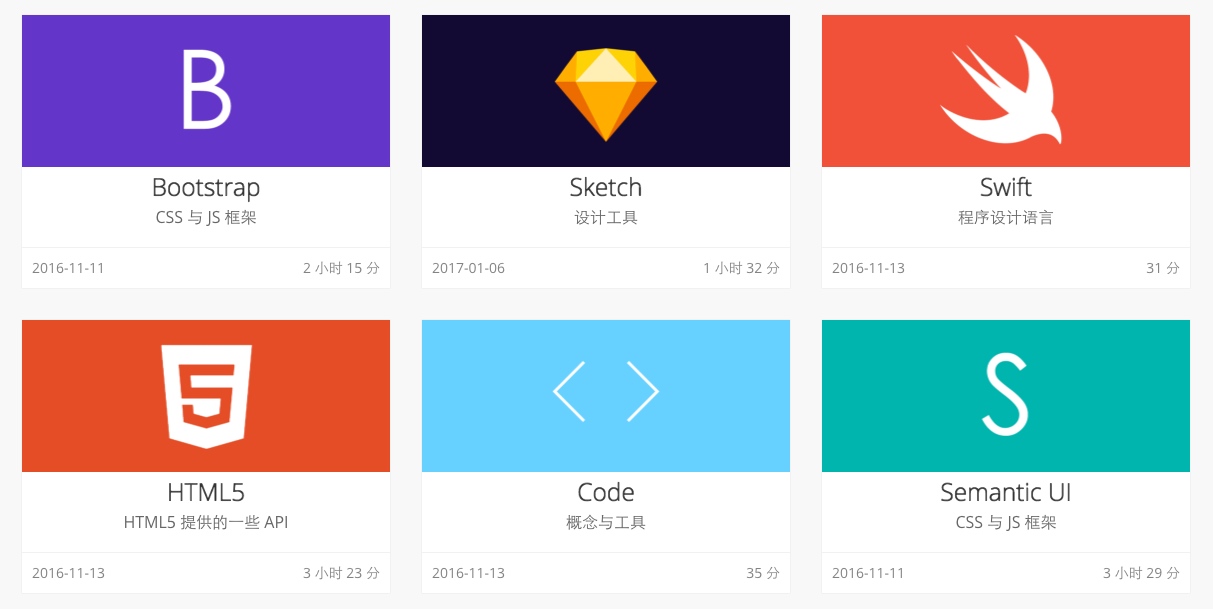 B
Bootstrap
CSS 与 JS 框架
2016-11-11 2 小时 15 分
Sketch
设计工具
2017-01-06 1 小时 32 分
Swift
程序设计语言
2016-11-13 31 分
5
HTML5
HTML5 提供的一些 API
2016-11-13 3 小时 23 分
< >
Code
概念与工具
2016-11-13 35 分
S
Semantic UI
CSS 与 JS 框架
2016-11-11 3 小时 29 分